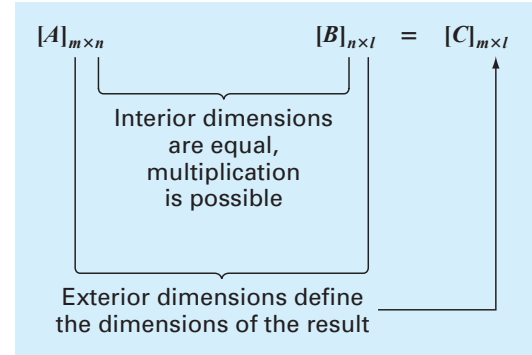 [A]m×n [B]n×l = [C]m×l
Interior dimensions
are equal,
multiplication
is possible
Exterior dimensions define
the dimensions of the result